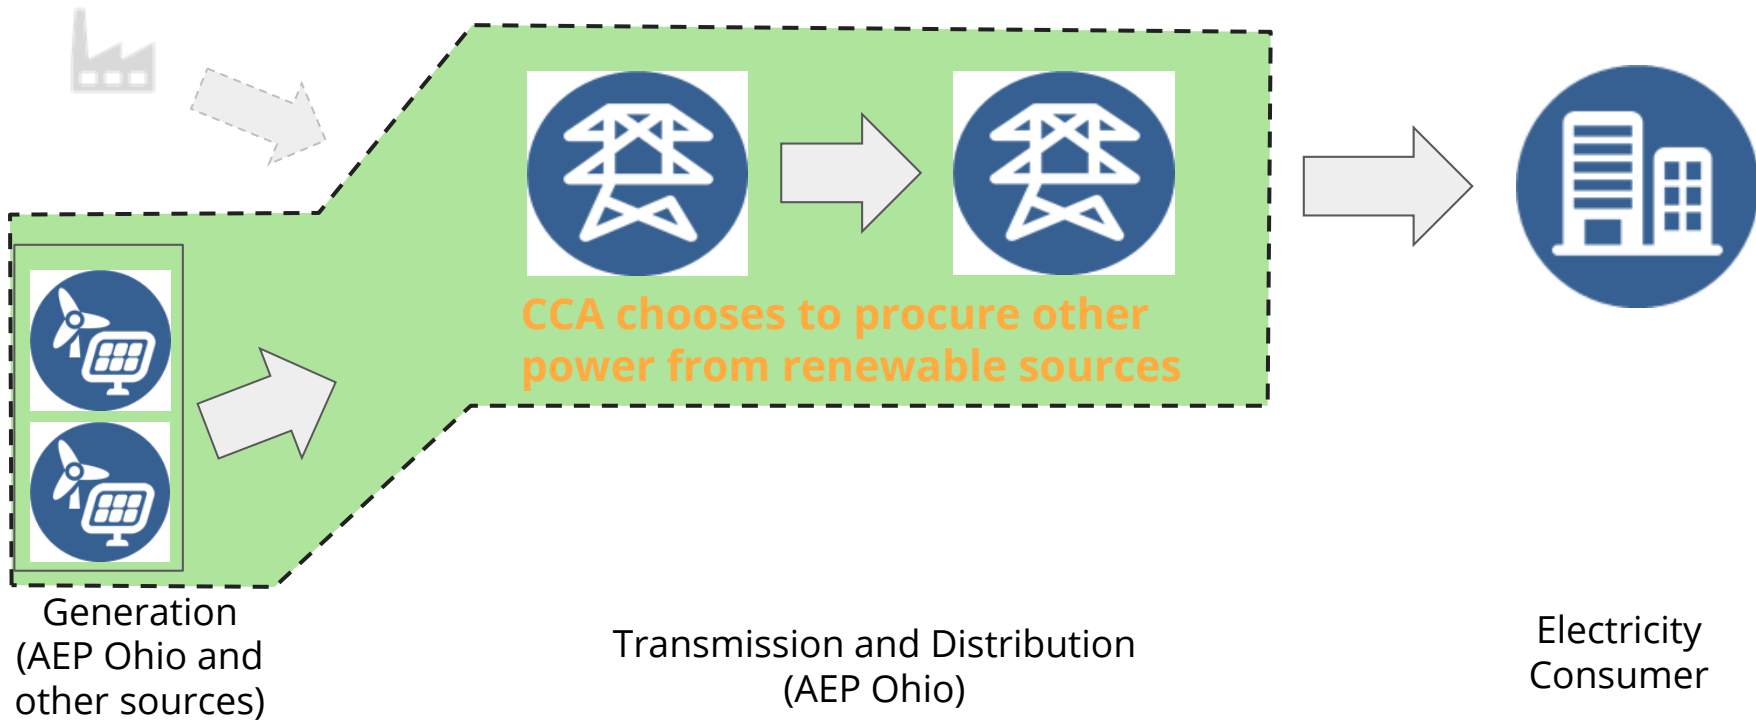 CCA chooses to procure other
power from renewable sources
Generation
(AEP Ohio and
other sources)
Transmission and Distribution
(AEP Ohio)
Electricity
Consumer